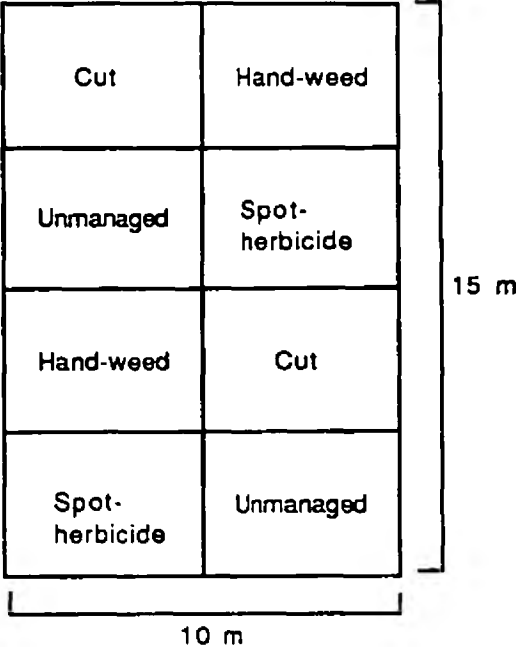 Cut
Hand-weed
Unmanaged
Spot-
herbicide
15 m
Hand-weed
Cut
Spot-
herbicide
Unmanaged
10 m